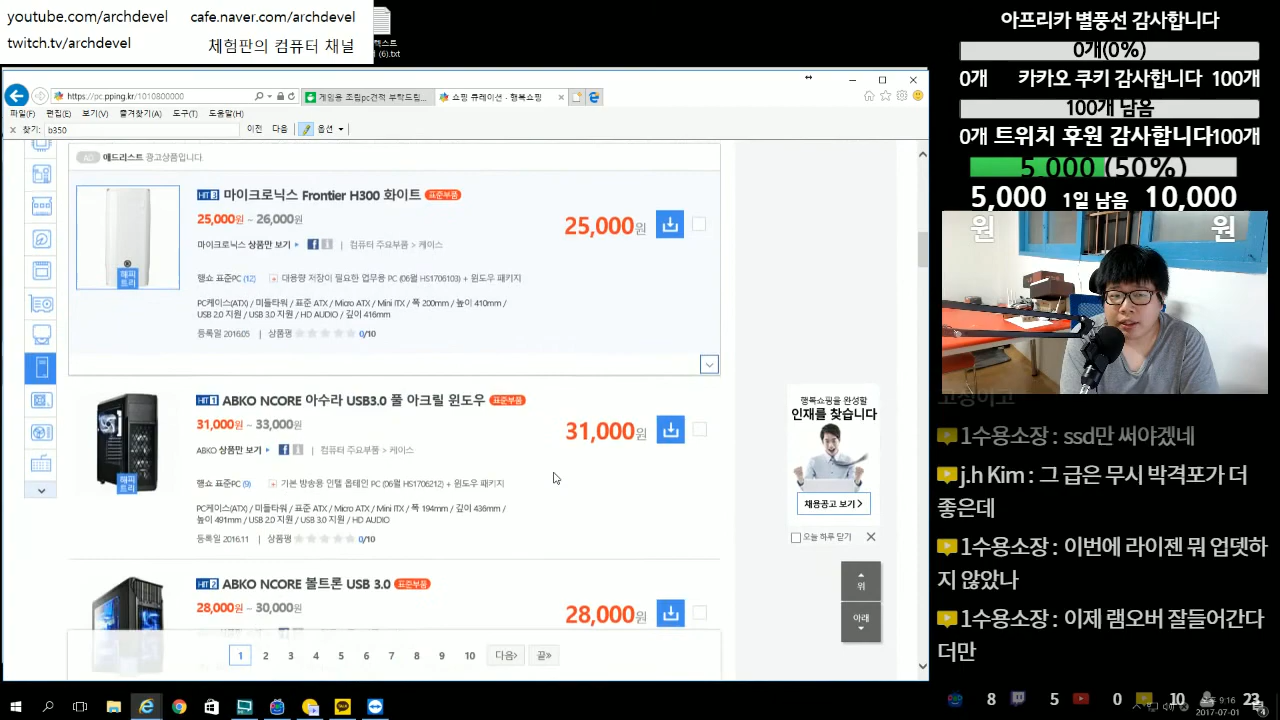 youtube.com/archdevel cafe.naver.com/archdevel
twitch.tv/archdevel 체험판의 컴퓨터 채널
(6).txt
https://pc.pping.kr/1010800000
게임용 조립pc견적 부탁드립...
쇼핑 큐레이션 - 행복쇼핑
파일(F) 편집(E) 보기(V) 즐겨찾기(A) 도구(T) 도움말(H)
찾기: b350 이전 다음 옵션
AD 애드리스트 광고상품입니다.
HIT 3 마이크로닉스 Frontier H300 화이트 표준부품
25,000원 ~ 26,000원
25,000원
마이크로닉스 상품만 보기 | 컴퓨터 주요부품 > 케이스
행쇼 표준PC (12) 대용량 저장이 필요한 업무용 PC (06월 HS1706103) + 윈도우 패키지
PC케이스(ATX) / 미들타워 / 표준 ATX / Micro ATX / Mini ITX / 폭 200mm / 높이 410mm /
USB 2.0 지원 / USB 3.0 지원 / HD AUDIO / 깊이 416mm
등록일 2016.05 | 상품평 0/10
해피
트리
HIT 1 ABKO NCORE 아수라 USB3.0 풀 아크릴 윈도우 표준부품
31,000원 ~ 33,000원
31,000원
ABKO 상품만 보기 | 컴퓨터 주요부품 > 케이스
행쇼 표준PC (9) 기본 방송용 인텔 옵테인 PC (06월 HS1706212) + 윈도우 패키지
PC케이스(ATX) / 미들타워 / 표준 ATX / Micro ATX / Mini ITX / 폭 194mm / 깊이 436mm /
높이 491mm / USB 2.0 지원 / USB 3.0 지원 / HD AUDIO
등록일 2016.11 | 상품평 0/10
해피
트리
HIT 2 ABKO NCORE 볼트론 USB 3.0 표준부품
28,000원 ~ 30,000원
28,000원
1 2 3 4 5 6 7 8 9 10 다음> 끝»
행복쇼핑을 완성할
인재를 찾습니다
채용공고 보기 >
오늘 하루 닫기
위
아래
아프리카 별풍선 감사합니다
0개(0%)
0개 카카오 쿠키 감사합니다 100개
100개 남음
0개 트위치 후원 감사합니다100개
5,000 (50%)
5,000 1일 남음 10,000
원 원
고장이고
1수용소장 : ssd만 써야겠네
j.h Kim : 그 급은 무시 박격포가 더
좋은데
1수용소장 : 이번에 라이젠 뭐 업뎃하
지 않았나
1수용소장 : 이제 램오버 잘들어간다
더만
8 5 0 10 23
오후 9:16
2017-07-01